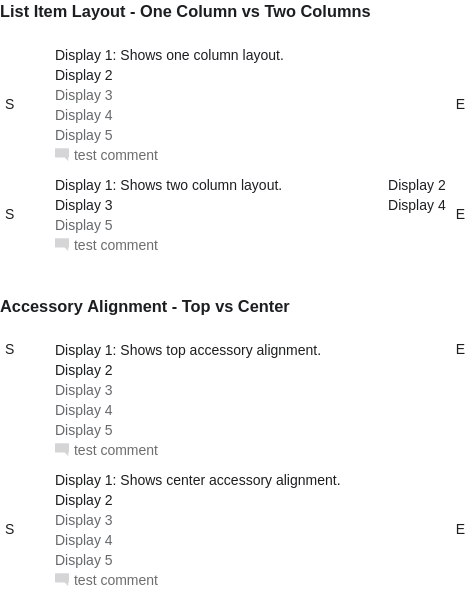 List Item Layout - One Column vs Two Columns
Display 1: Shows one column layout.
Display 2
Display 3
S E
Display 4
Display 5
test comment
Display 1: Shows two column layout. Display 2
Display 3 Display 4
S E
Display 5
test comment
Accessory Alignment - Top vs Center
S Display 1: Shows top accessory alignment. E
Display 2
Display 3
Display 4
Display 5
test comment
Display 1: Shows center accessory alignment.
Display 2
Display 3
S E
Display 4
Display 5
test comment